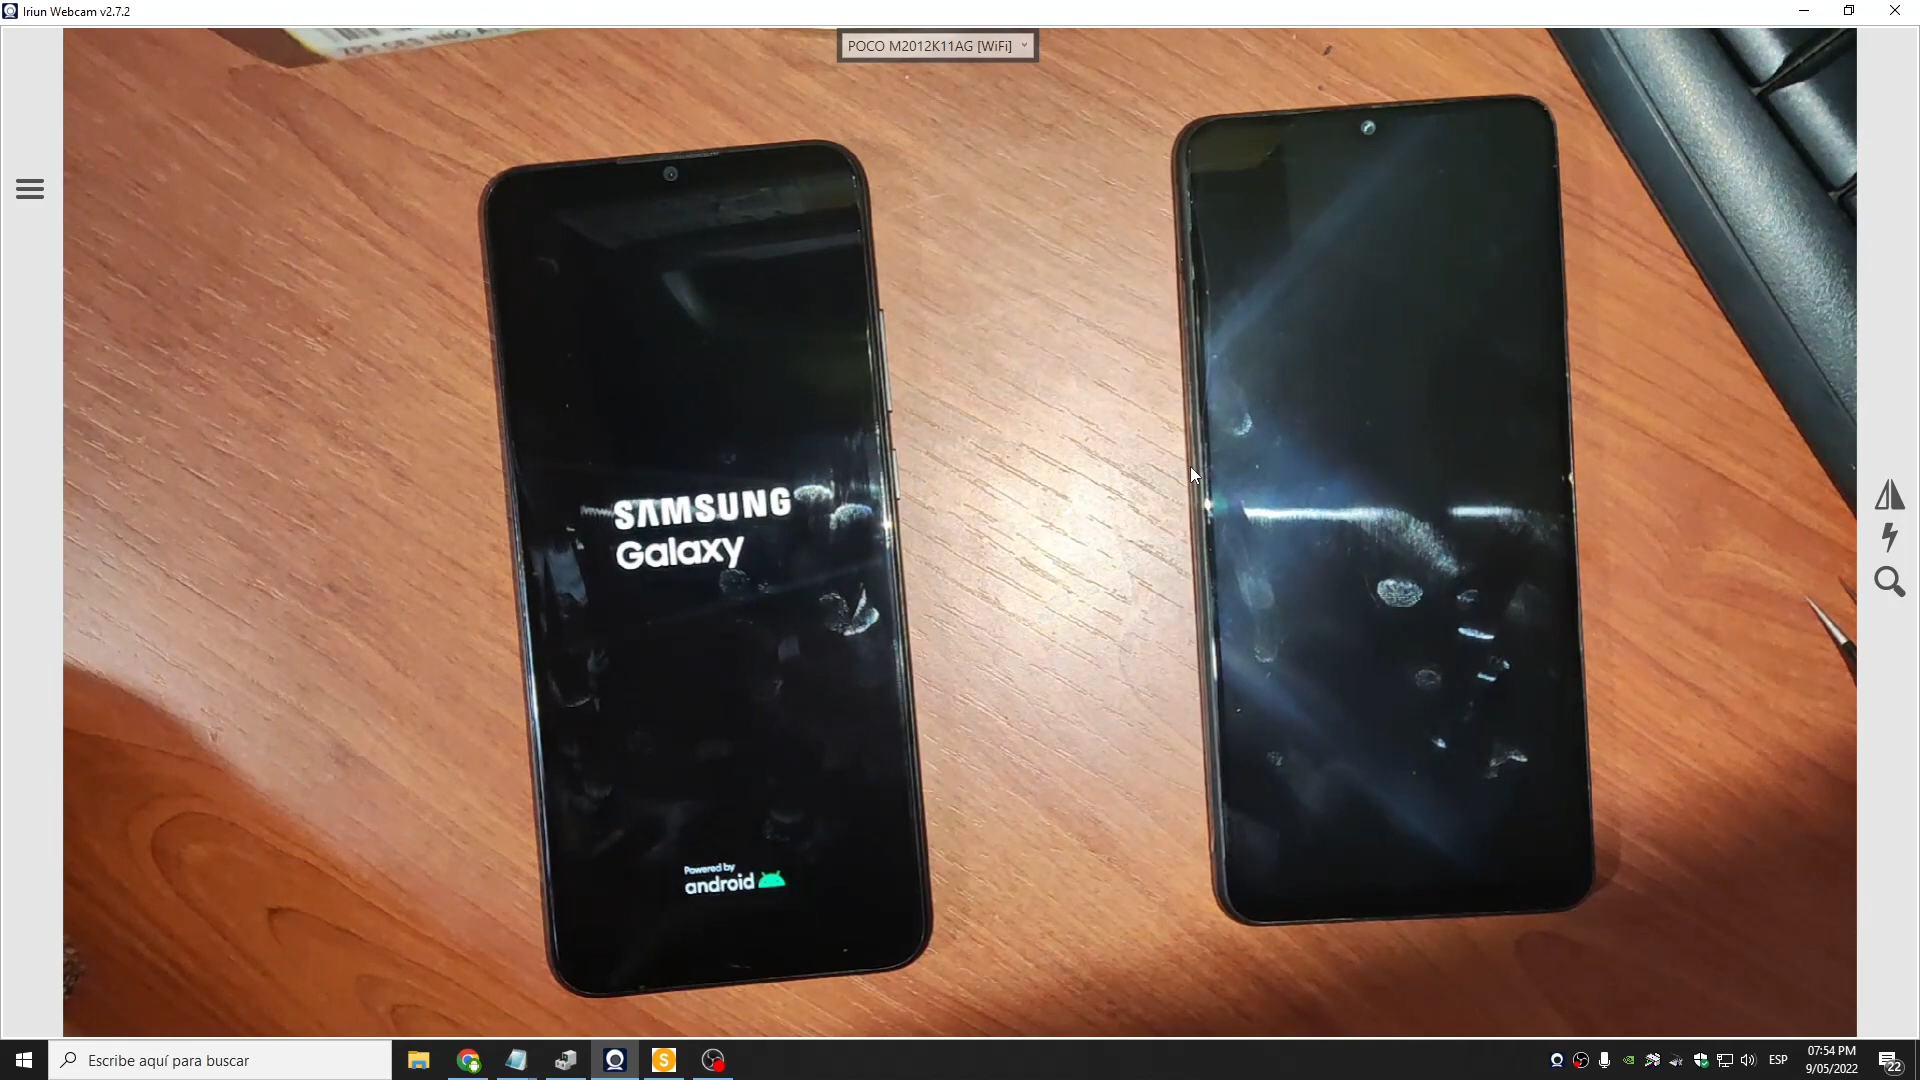 Iriun Webcam v2.7.2
POCO M2012K11AG [WiFi]
SAMSUNG
Galaxy
Powered by
android
Escribe aquí para buscar
ESP
07:54 PM
9/05/2022
22